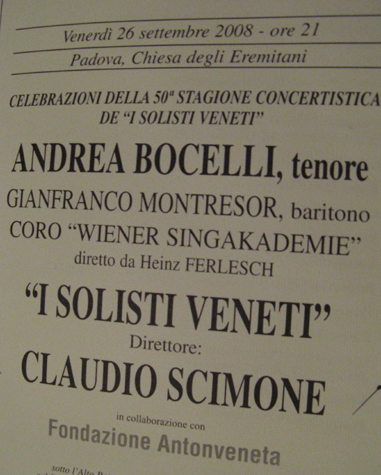 Venerdì 26 settembre 2008 - ore 21
Padova, Chiesa degli Eremitani
CELEBRAZIONI DELLA 50ª STAGIONE CONCERTISTICA
DE "I SOLISTI VENETI"
ANDREA BOCELLI, tenore
GIANFRANCO MONTRESOR, baritono
CORO "WIENER SINGAKADEMIE"
diretto da Heinz FERLESCH
"I SOLISTI VENETI"
Direttore:
CLAUDIO SCIMONE
in collaborazione con
Fondazione Antonveneta
sotto l'Alto